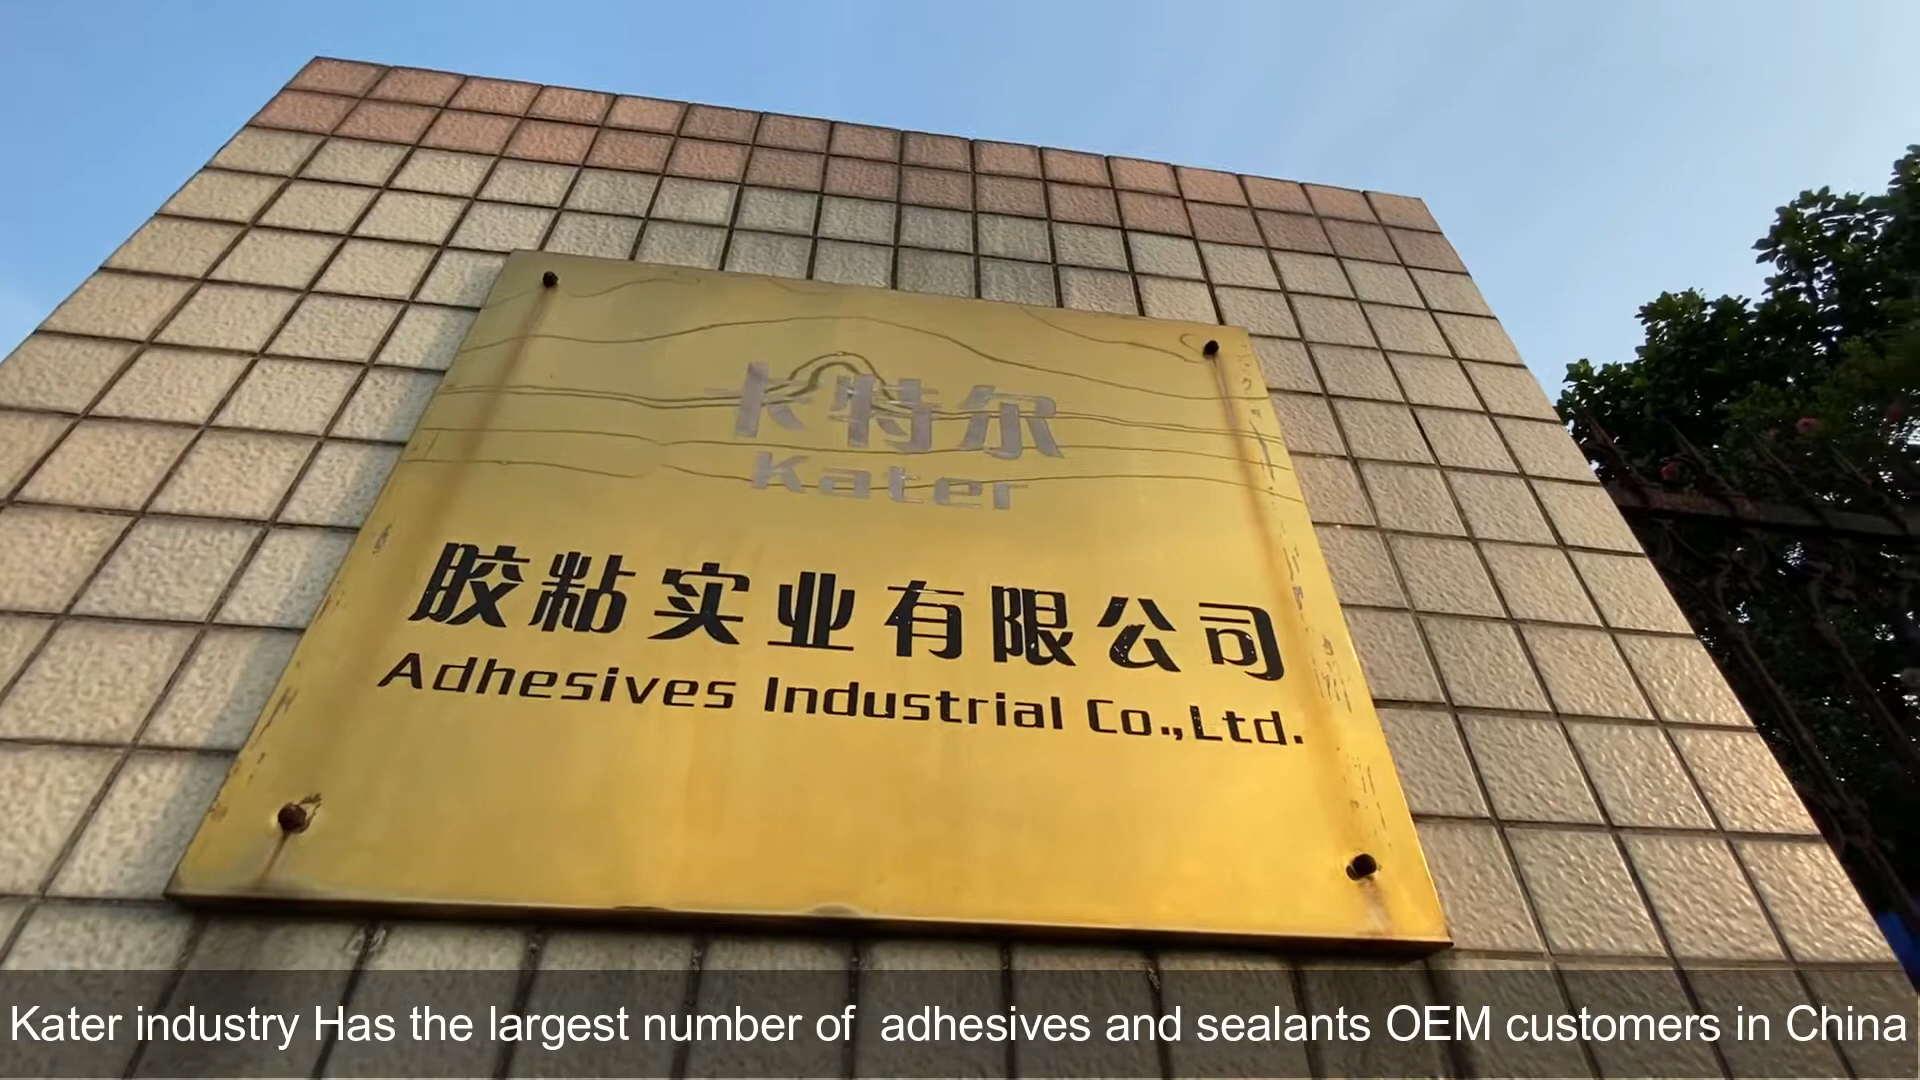 卡特尔
Kater
胶粘实业有限公司
Adhesives Industrial Co.,Ltd.
Kater industry Has the largest number of  adhesives and sealants OEM customers in China